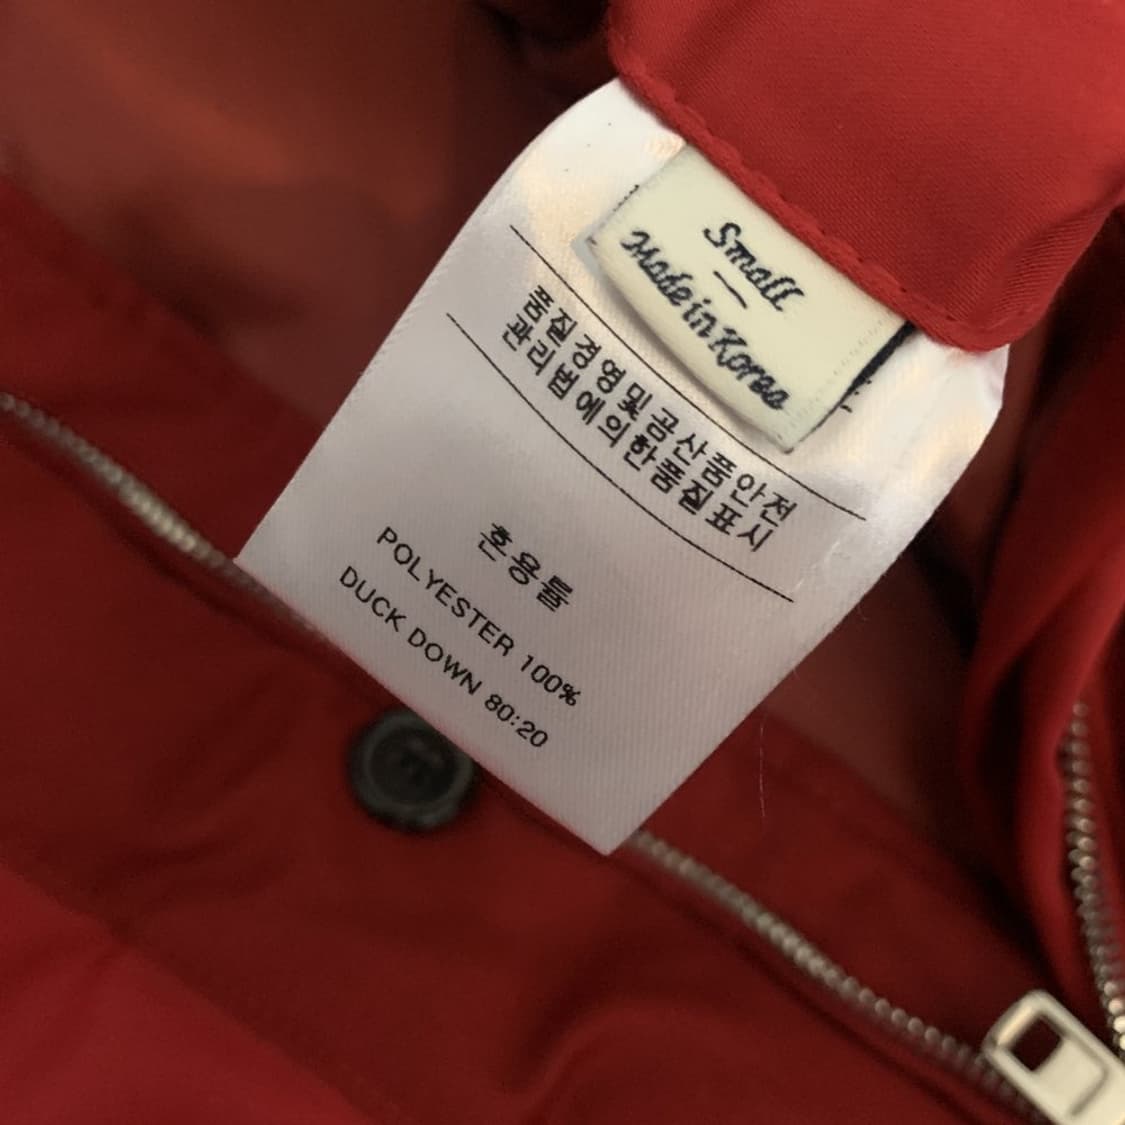 Small
Made in Korea
품질경영및공산품안전
관리법에의한품질표시
혼용률
POLYESTER 100%
DUCK DOWN 80:20